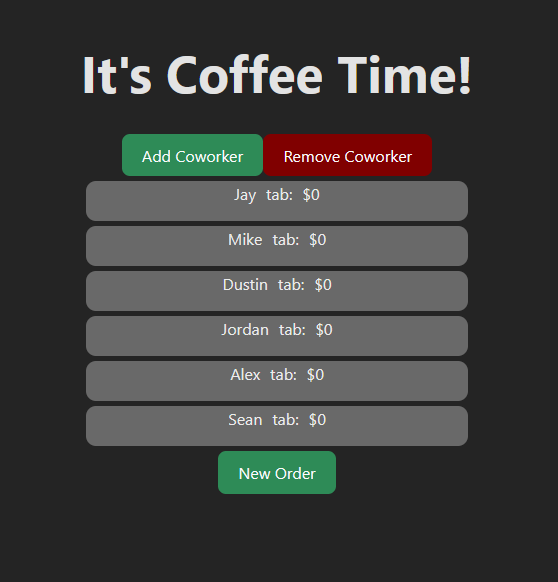 It's Coffee Time!
Add Coworker Remove Coworker
Jay tab: $0
Mike tab: $0
Dustin tab: $0
Jordan tab: $0
Alex tab: $0
Sean tab: $0
New Order